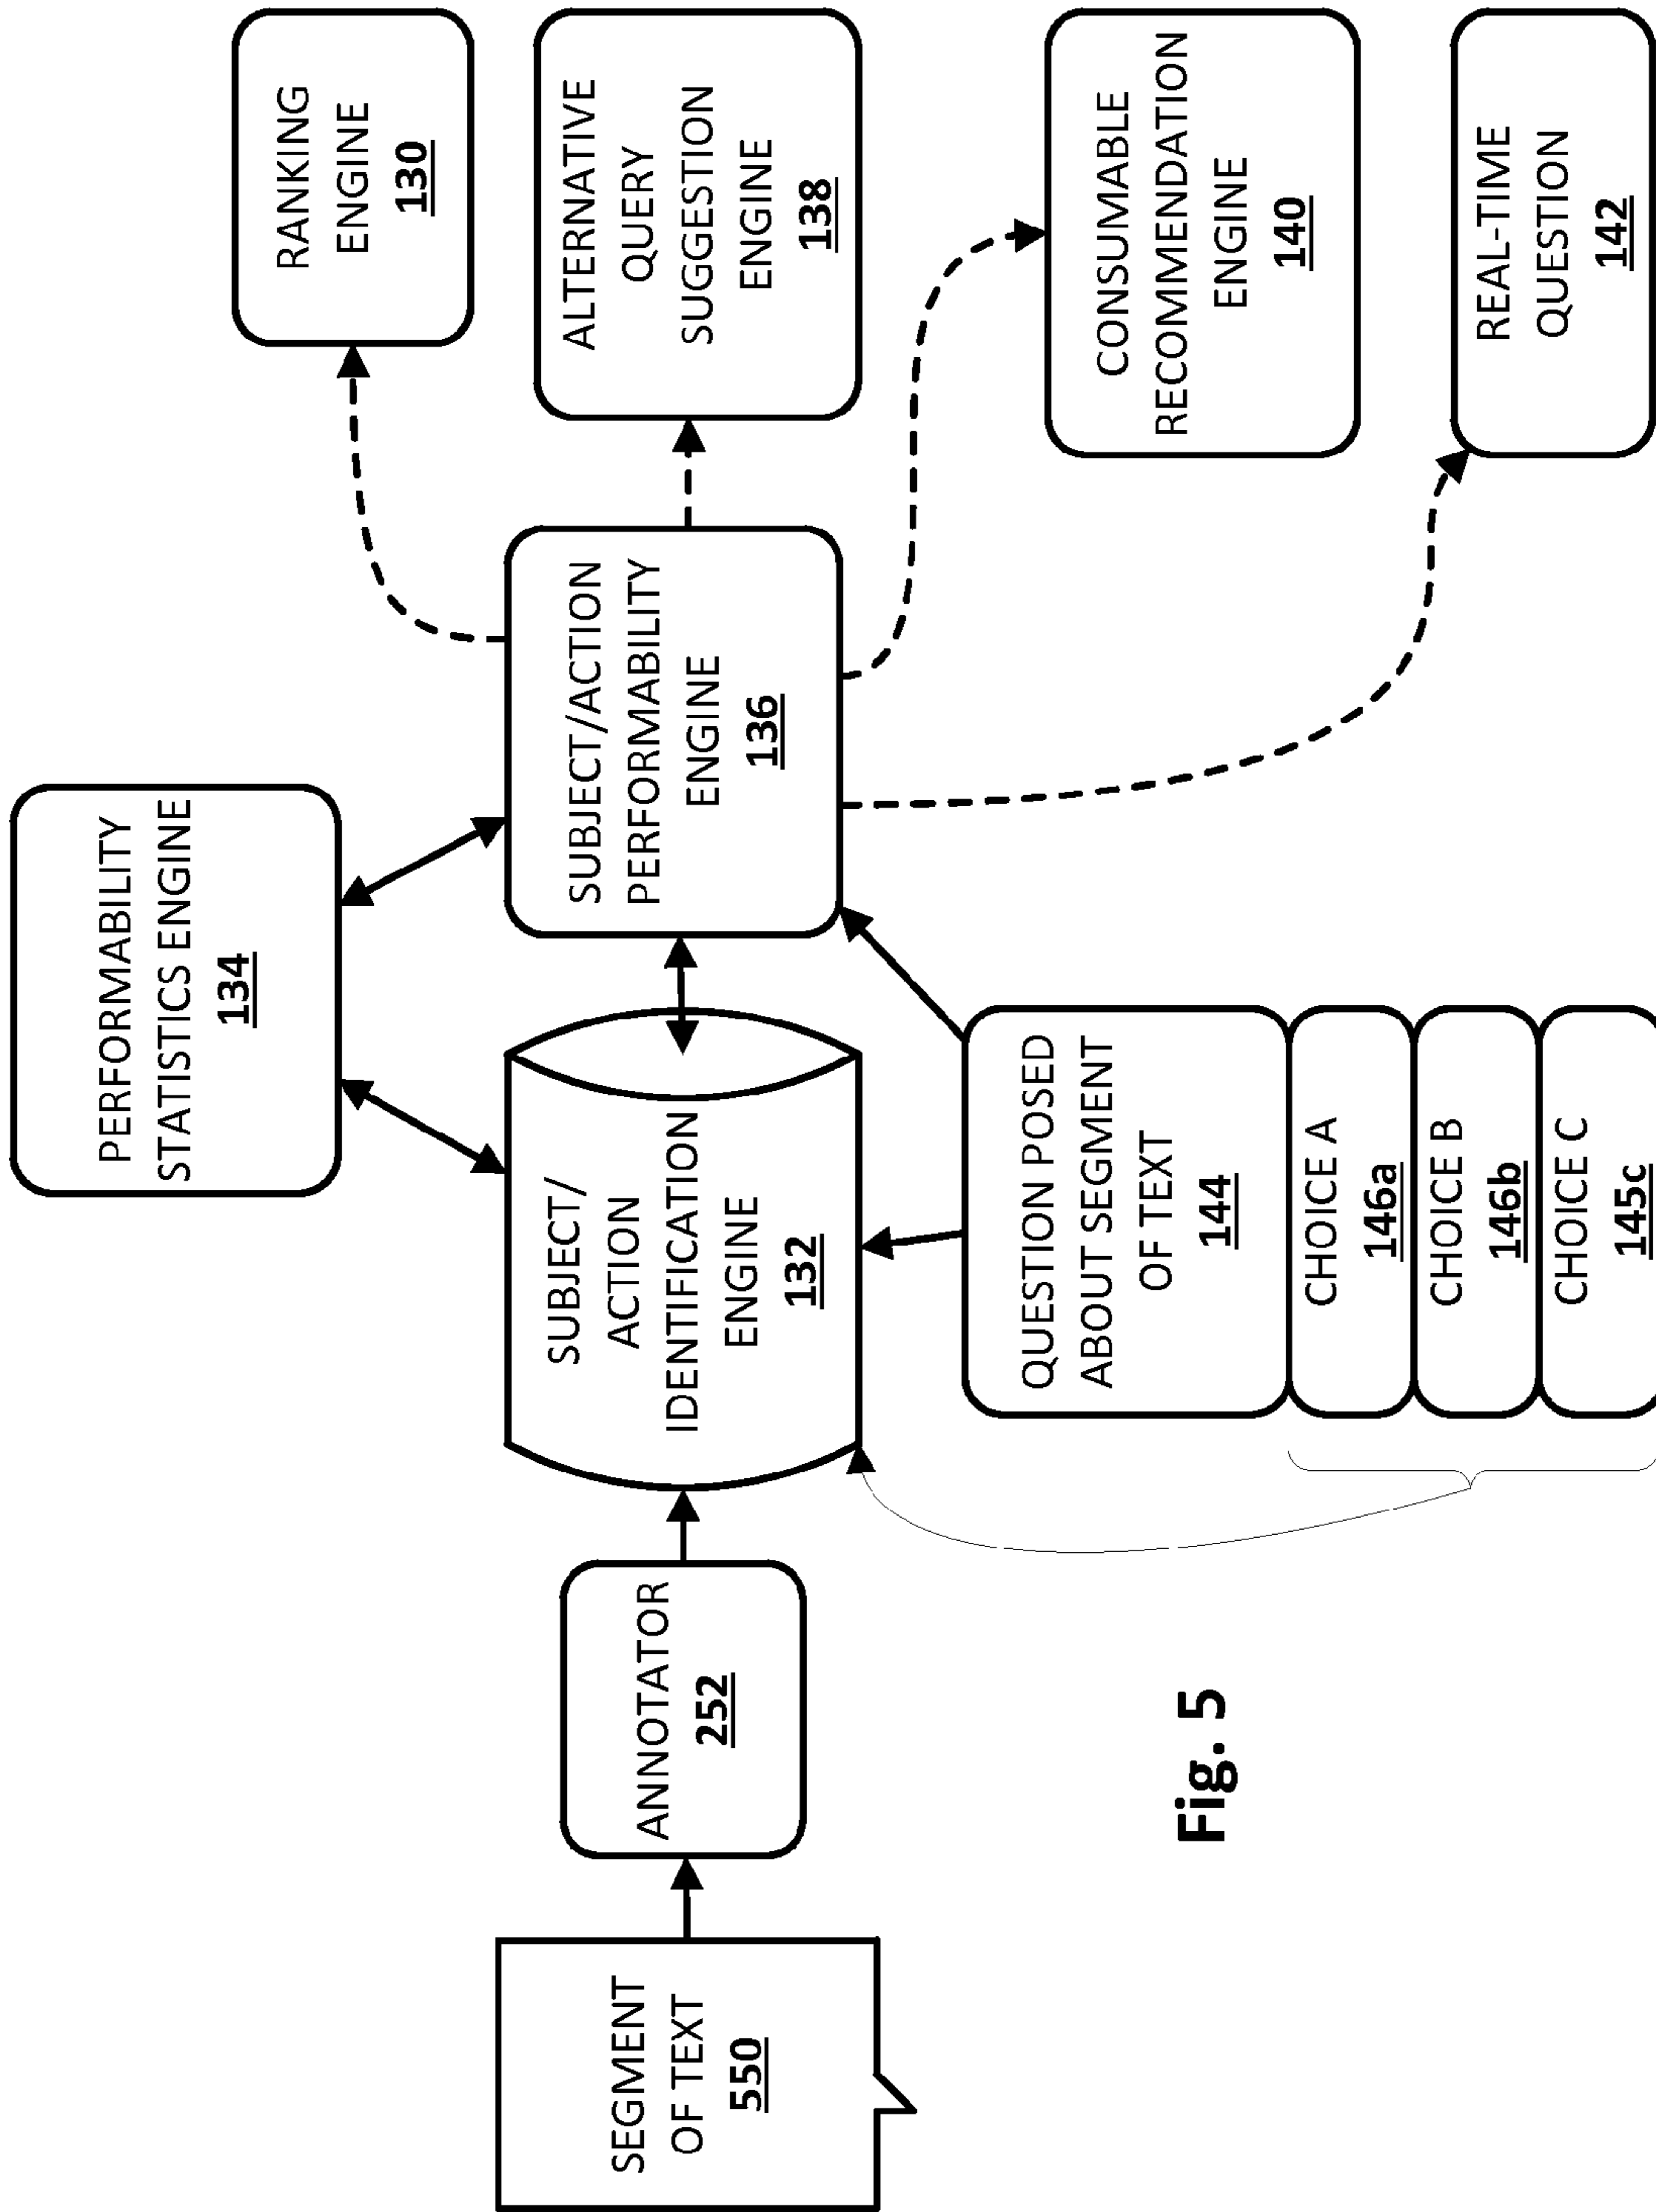 PERFORMABILITY
STATISTICS ENGINE
134
RANKING
ENGINE
130
SEGMENT
OF TEXT
550
ANNOTATOR
252
SUBJECT/
ACTION
IDENTIFICATION
ENGINE
132
SUBJECT/ACTION
PERFORMABILITY
ENGINE
136
ALTERNATIVE
QUERY
SUGGESTION
ENGINE
138
QUESTION POSED
ABOUT SEGMENT
OF TEXT
144
CHOICE A
146a
CHOICE B
146b
CHOICE C
145c
CONSUMABLE
RECOMMENDATION
ENGINE
140
REAL-TIME
QUESTION
142
Fig. 5